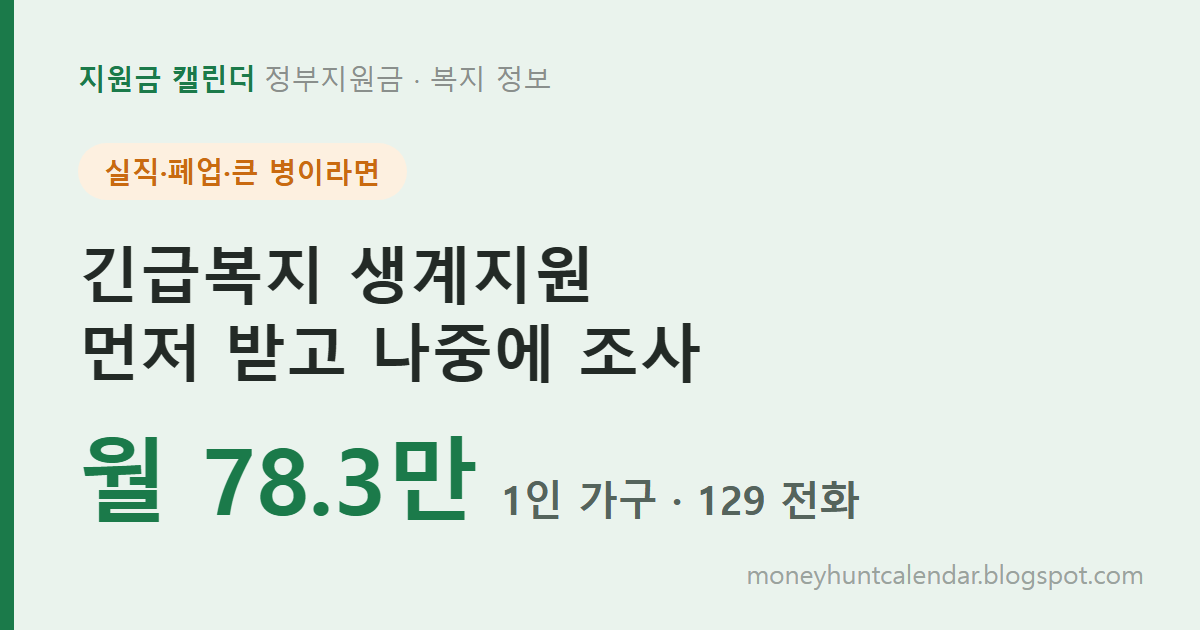 지원금 캘린더 정부지원금 · 복지 정보
실직·폐업·큰 병이라면
긴급복지 생계지원
먼저 받고 나중에 조사
월 78.3만 1인 가구 · 129 전화
moneyhuntcalendar.blogspot.com